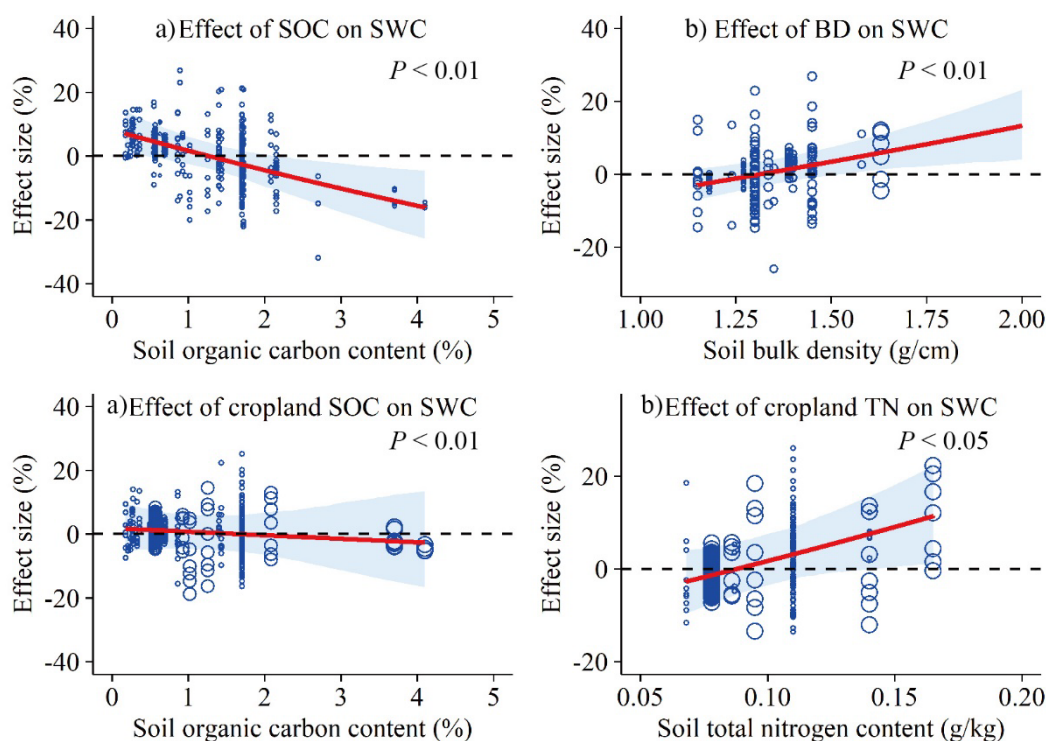 a) Effect of SOC on SWC
P < 0.01
Effect size (%)
40
20
0
-20
-40
0 1 2 3 4 5
Soil organic carbon content (%)
b) Effect of BD on SWC
P < 0.01
Effect size (%)
40
20
0
-20
1.00 1.25 1.50 1.75 2.00
Soil bulk density (g/cm)
a) Effect of cropland SOC on SWC
P < 0.01
Effect size (%)
40
20
0
-20
-40
0 1 2 3 4 5
Soil organic carbon content (%)
b) Effect of cropland TN on SWC
P < 0.05
Effect size (%)
20
0
-20
0.05 0.10 0.15 0.20
Soil total nitrogen content (g/kg)